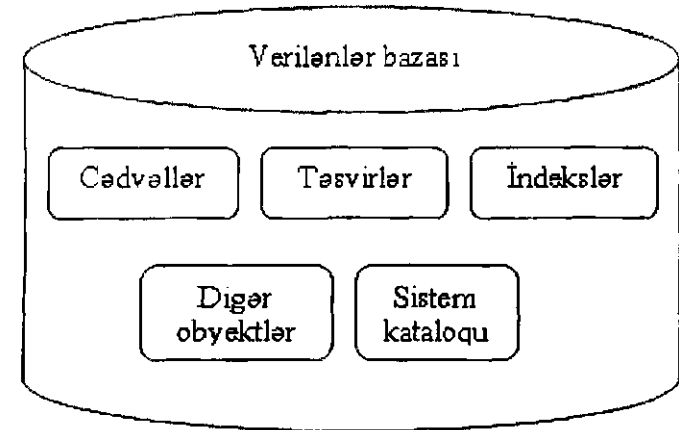 Verilənlər bazası
Cədvəllər
Təsvirlər
İndekslər
Digər
obyektlər
Sistem
kataloqu